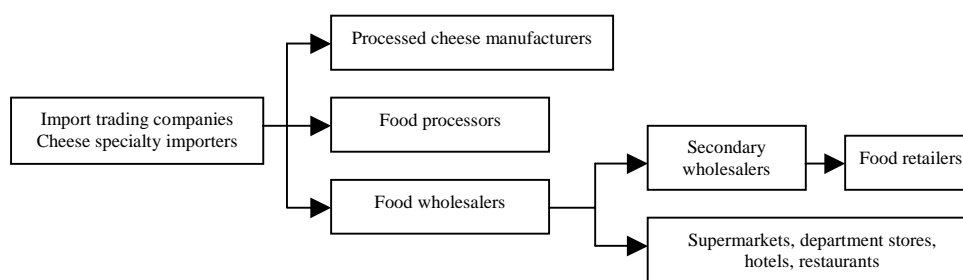 Processed cheese manufacturers
Import trading companies
Cheese specialty importers
Food processors
Secondary
wholesalers
Food retailers
Food wholesalers
Supermarkets, department stores,
hotels, restaurants